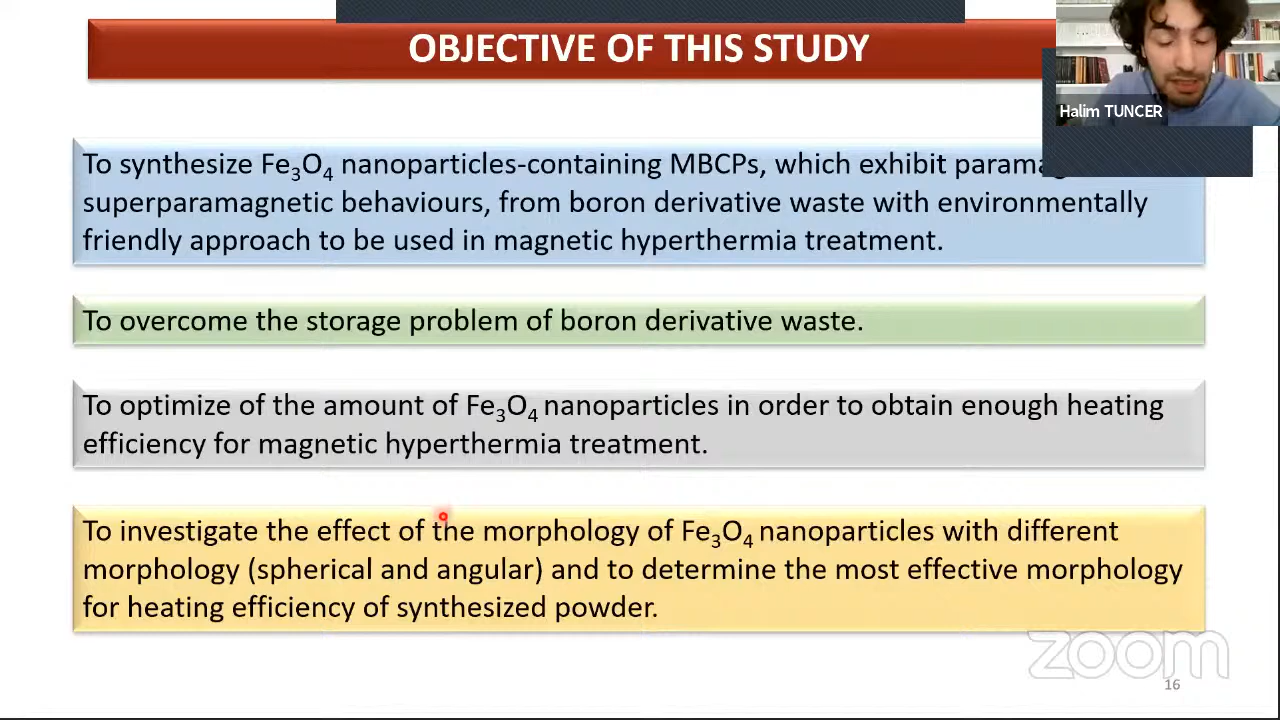 OBJECTIVE OF THIS STUDY
Halim TUNCER
To synthesize Fe₃O₄ nanoparticles-containing MBCPs, which exhibit
superparamagnetic behaviours, from boron derivative waste with environmentally
friendly approach to be used in magnetic hyperthermia treatment.
To overcome the storage problem of boron derivative waste.
To optimize of the amount of Fe₃O₄ nanoparticles in order to obtain enough heating
efficiency for magnetic hyperthermia treatment.
To investigate the effect of the morphology of Fe₃O₄ nanoparticles with different
morphology (spherical and angular) and to determine the most effective morphology
for heating efficiency of synthesized powder.
zoom
16